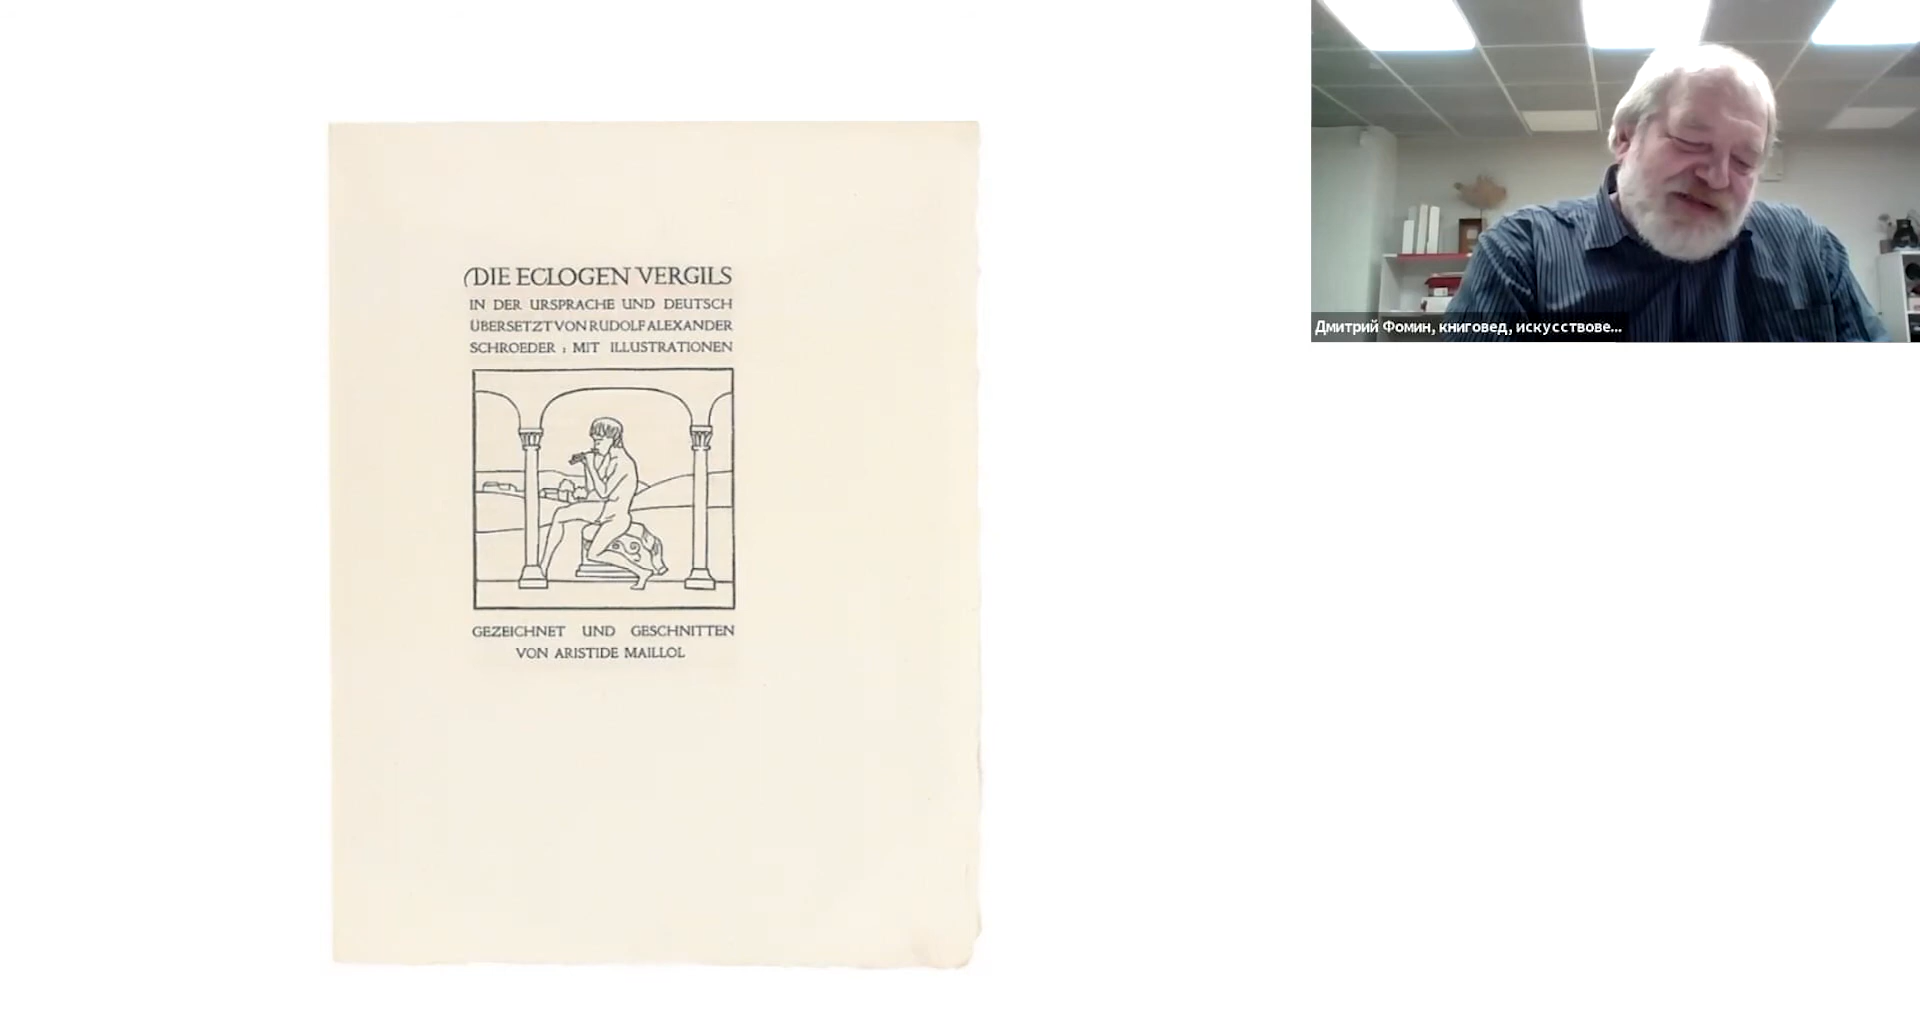 DIE ECLOGEN VERGILS
IN DER URSPRACHE UND DEUTSCH
ÜBERSETZT VON RUDOLF ALEXANDER
SCHROEDER : MIT ILLUSTRATIONEN
GEZEICHNET UND GESCHNITTEN
VON ARISTIDE MAILLOL
Дмитрий Фомин, книговед, искусствове...